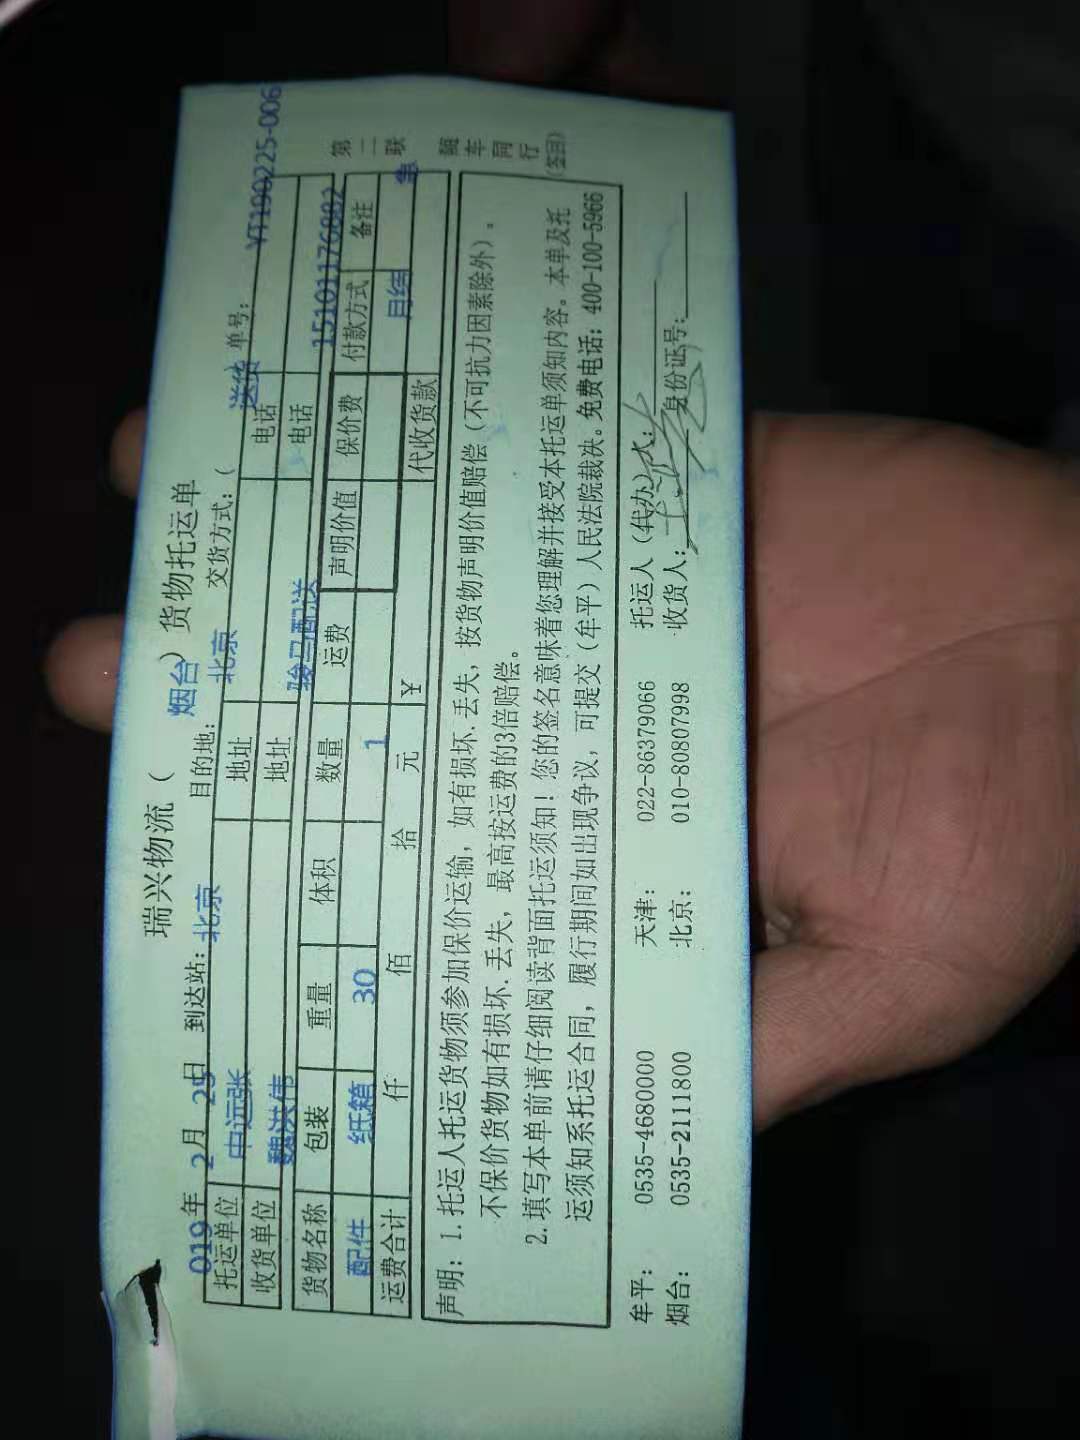 瑞兴物流（烟台）货物托运单
019年 2月 25日 到达站：北京 目的地：北京 交货方式：（送货 单号：YT190225-006
托运单位 中远张 地址 电话
收货单位 魏洪伟 地址 骏马配送 电话 15101176882
货物名称 包装 重量 体积 数量 运费 声明价值 保价费 付款方式 备注
配件 纸箱 30 1 月结
运费合计 仟 佰 拾 元 ¥ 代收货款
第二联 随车同行（签回）
声明：1. 托运人托运货物须参加保价运输，如有损坏.丢失，按货物声明价值赔偿（不可抗力因素除外）。
不保价货物如有损坏.丢失，最高按运费的3倍赔偿。
2. 填写本单前请仔细阅读背面托运须知！您的签名意味着您理解并接受本托运单须知内容。本单及托
运须知系托运合同，履行期间如出现争议，可提交（牟平）人民法院裁决。免费电话：400-100-5966
牟平：0535-4680000 天津：022-86379066 托运人（代办）人：
烟台：0535-2111800 北京：010-80807998 收货人： 身份证号：